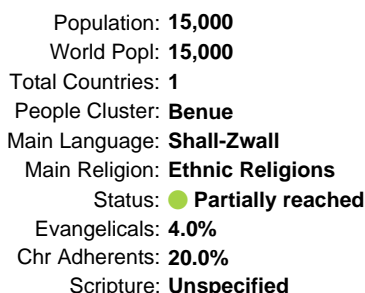 Population: 15,000
World Popl: 15,000
Total Countries: 1
People Cluster: Benue
Main Language: Shall-Zwall
Main Religion: Ethnic Religions
Status: Partially reached
Evangelicals: 4.0%
Chr Adherents: 20.0%
Scripture: Unspecified